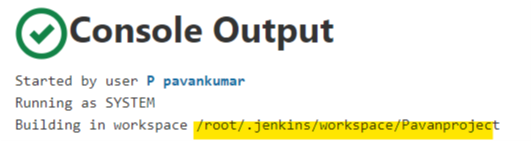 Console Output
Started by user P pavankumar
Running as SYSTEM
Building in workspace /root/.jenkins/workspace/Pavanproject